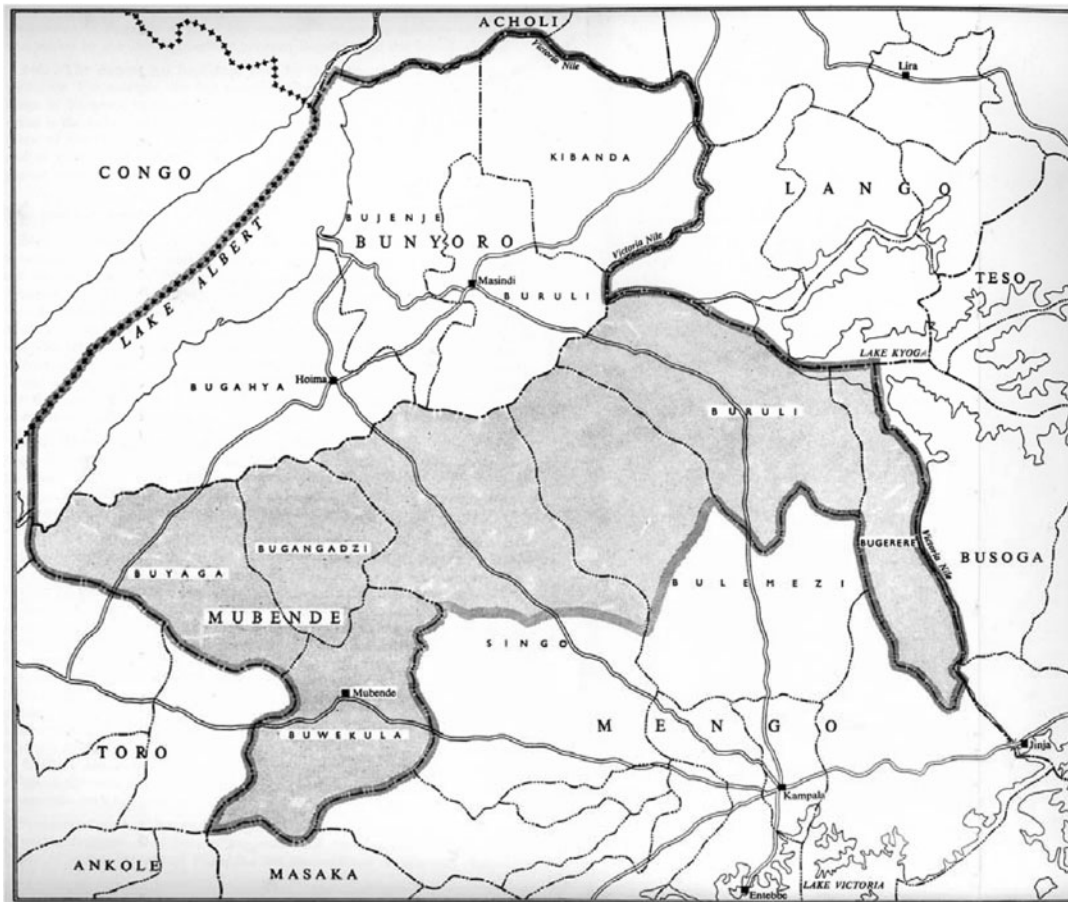 ACHOLI
Victoria Nile
Lira
KIBANDA
CONGO
LANGO
BUJENJE
BUNYORO
Victoria Nile
LAKE ALBERT
Masindi
TESO
BURULI
LAKE KYOGA
Hoima
BUGAHYA
BURULI
BUGERERE
Victoria Nile
BUGANGADZI
BUSOGA
BUYAGA
BULEMEZI
MUBENDE
SINGO
Mubende
MENGO
BUWEKULA
TORO
Jinja
Kampala
ANKOLE
MASAKA
LAKE VICTORIA
Entebbe